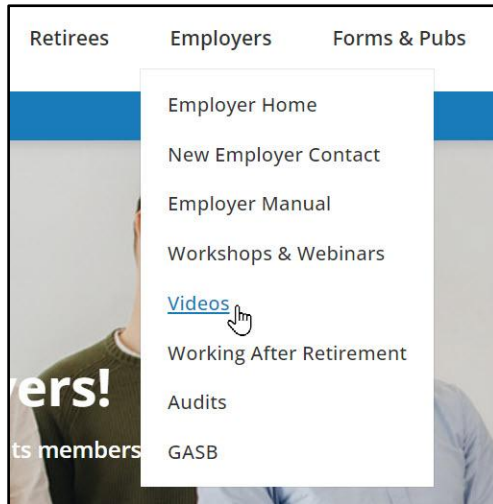 Retirees Employers Forms & Pubs
Employer Home
New Employer Contact
Employer Manual
Workshops & Webinars
Videos
Working After Retirement
ers!
Audits
ts members
GASB